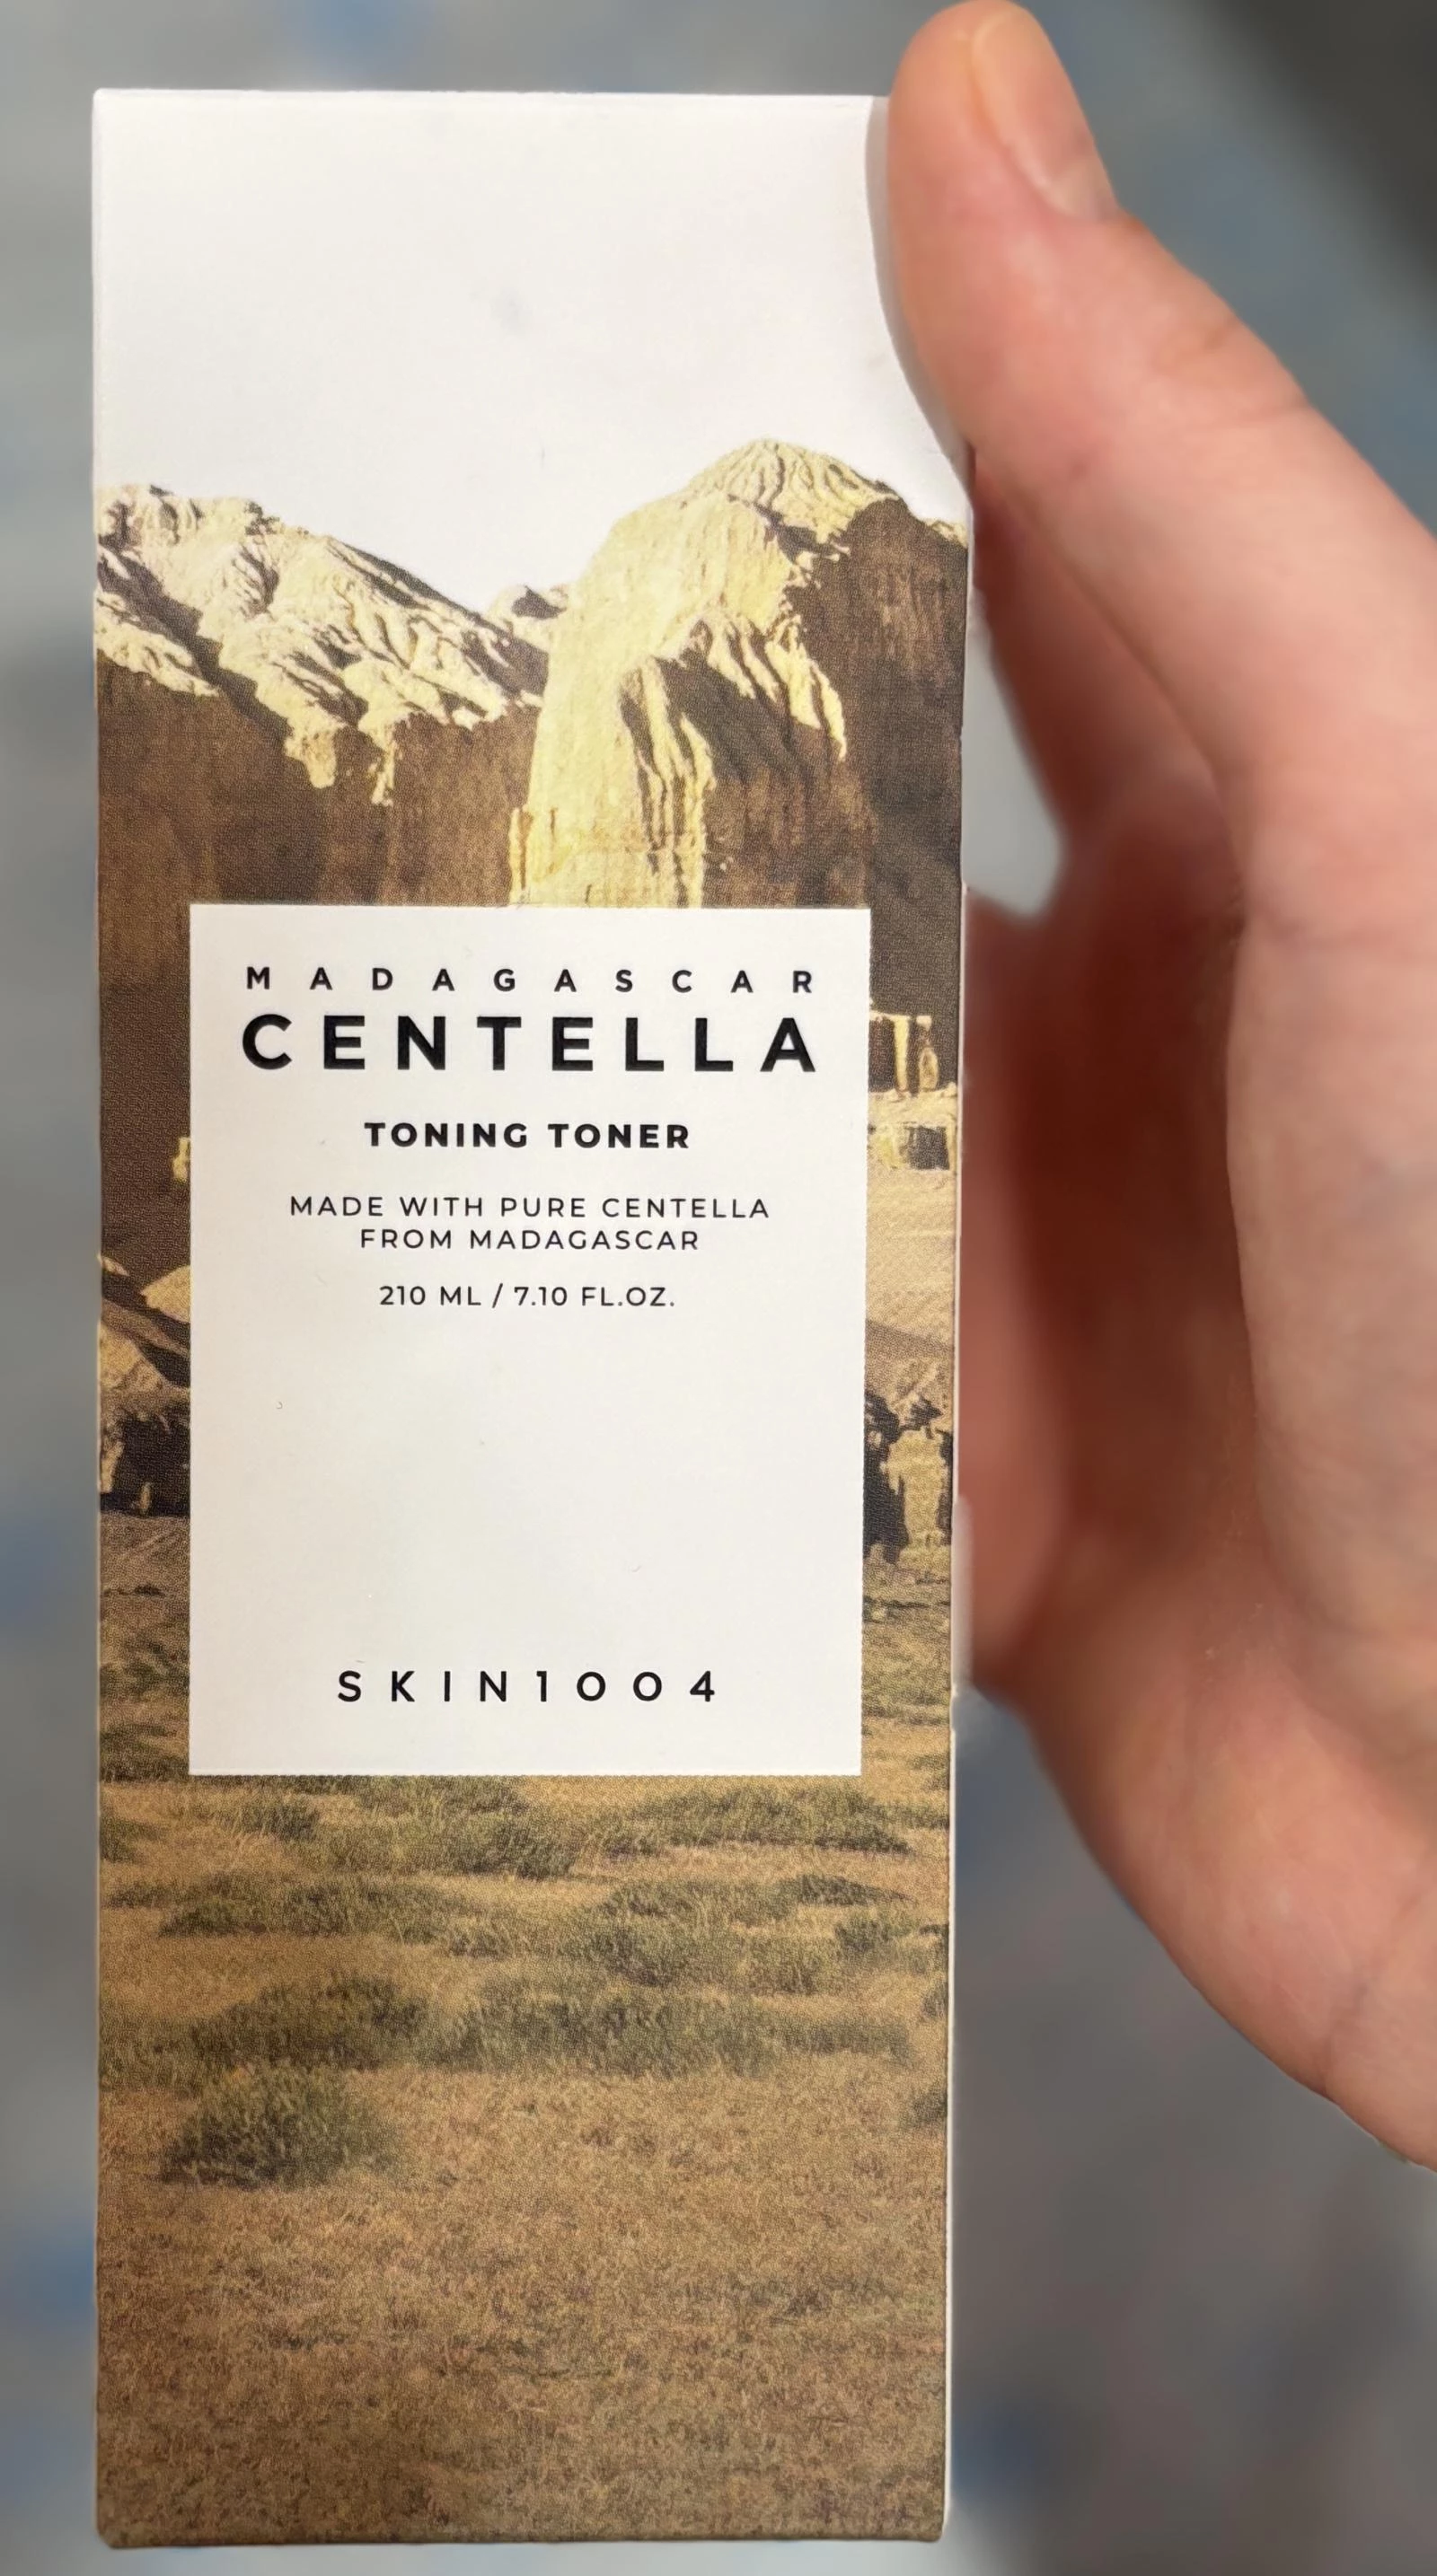 MADAGASCAR
CENTELLA
TONING TONER
MADE WITH PURE CENTELLA
FROM MADAGASCAR
210 ML / 7.10 FL.OZ.
SKIN1004